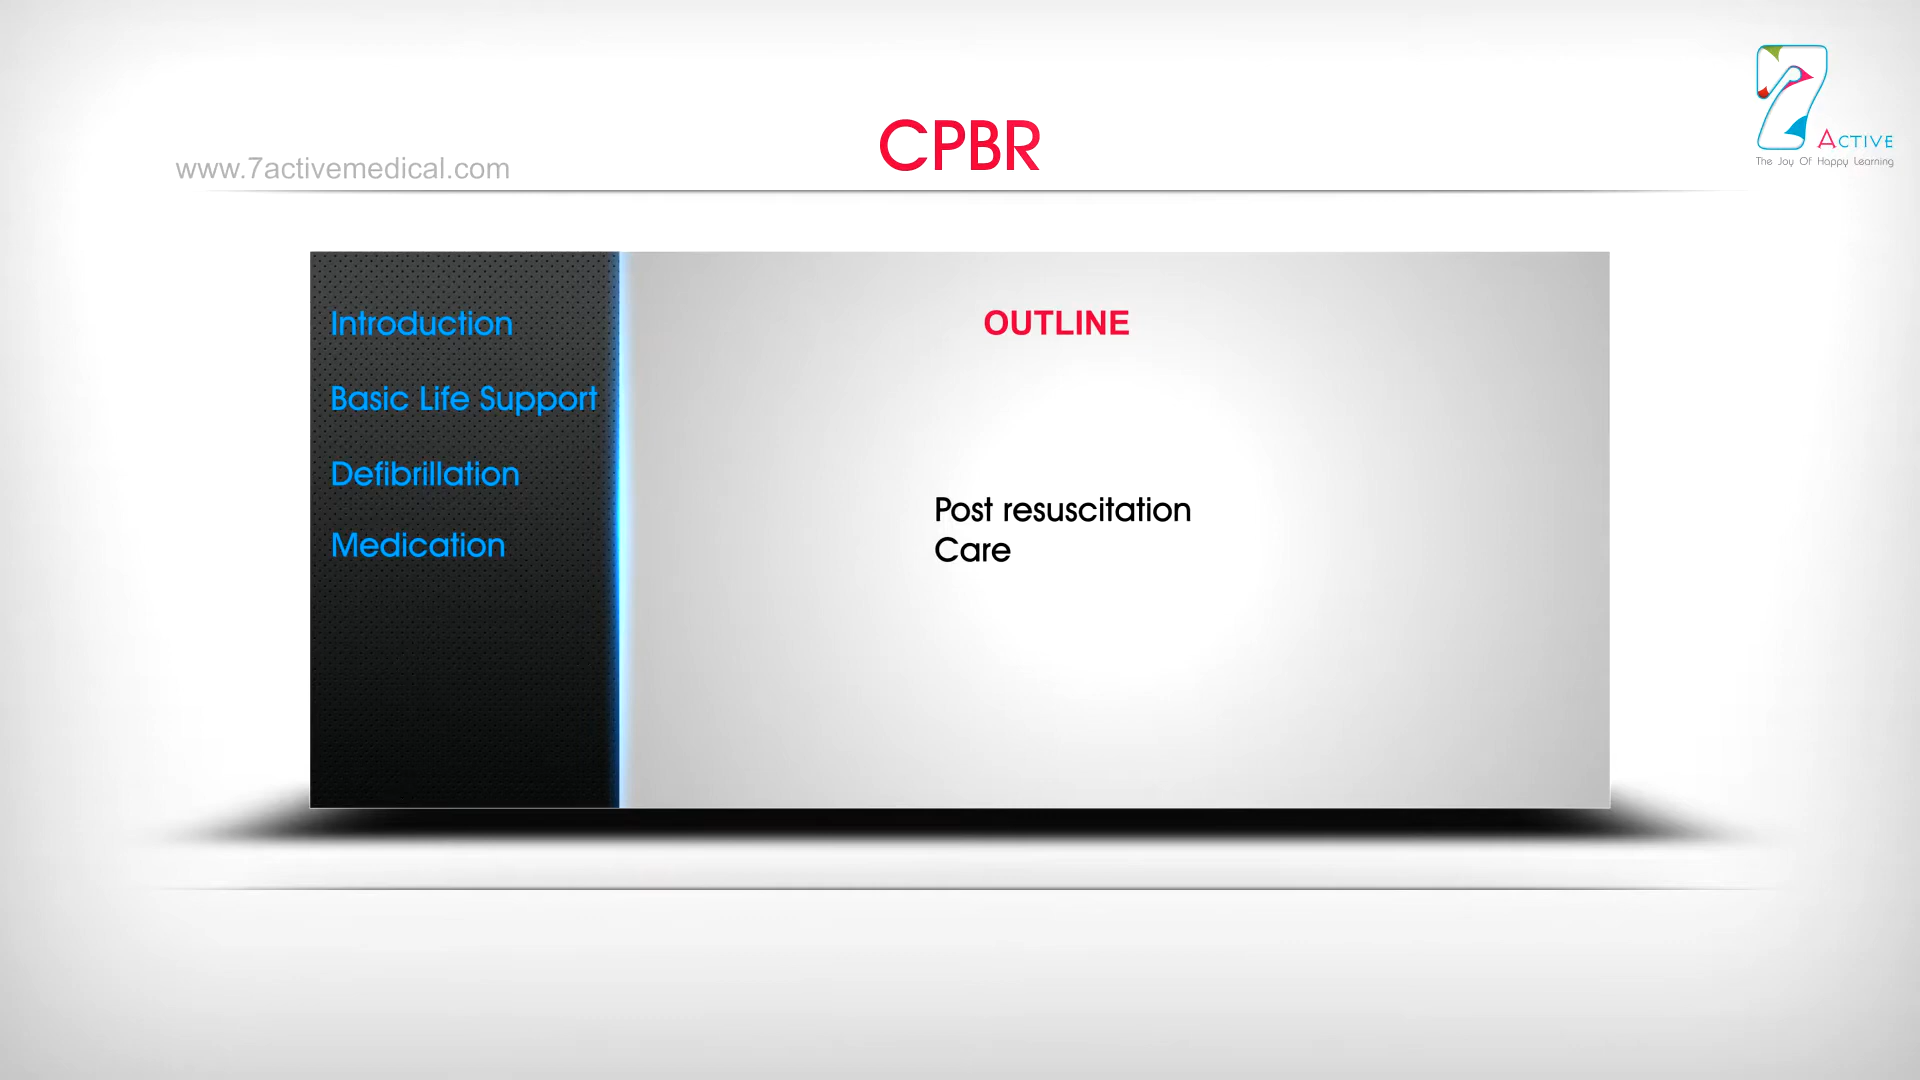 CPBR
www.7activemedical.com
7 ACTIVE
The Joy Of Happy Learning
Introduction
Basic Life Support
Defibrillation
Medication
OUTLINE
Post resuscitation
Care